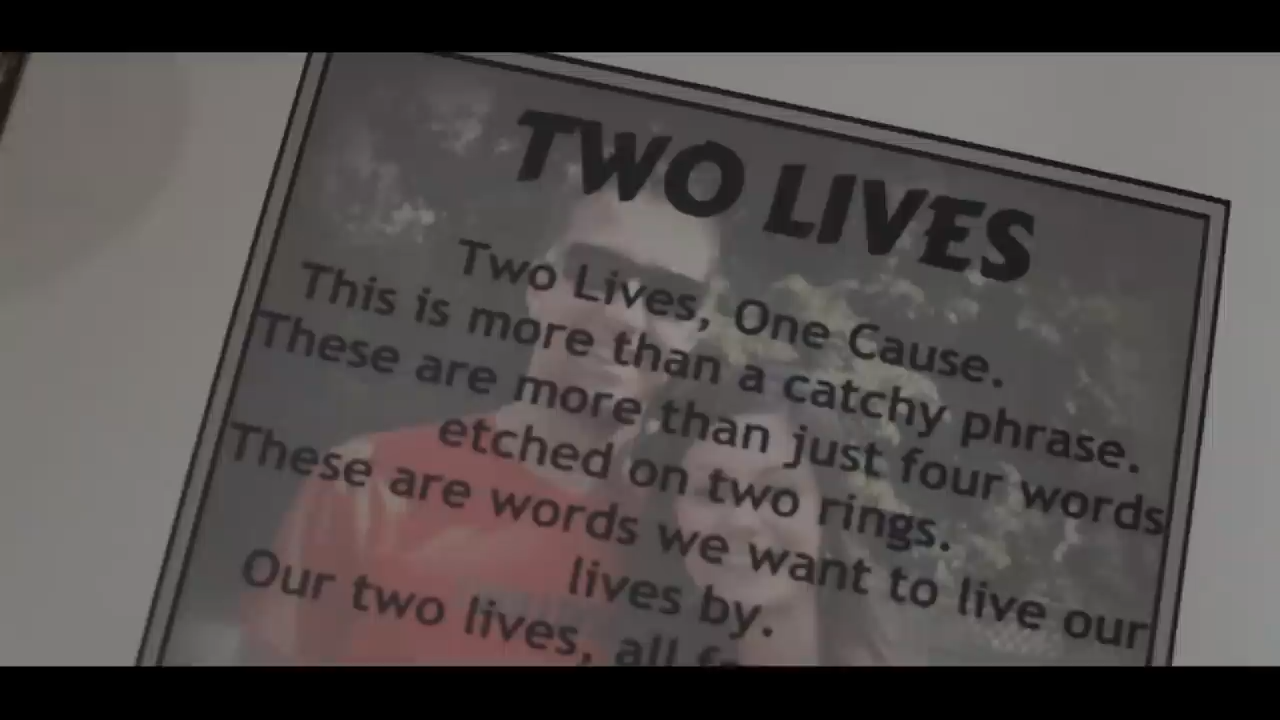 TWO LIVES
Two Lives, One Cause.
This is more than a catchy phrase.
These are more than just four words
etched on two rings.
These are words we want to live our
lives by.
Our two lives, all